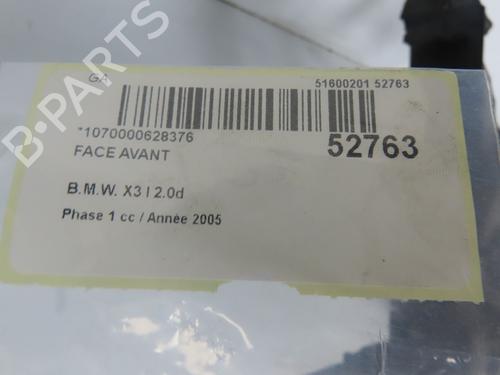 GA 51600201 52763
*1070000628376 52763
FACE AVANT
B.M.W. X3 I 2.0d
Phase 1 cc / Année 2005
B-PARTS